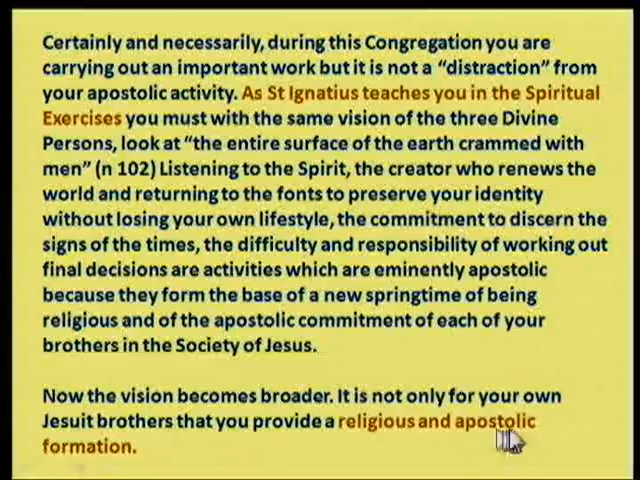 Certainly and necessarily, during this Congregation you are
carrying out an important work but it is not a “distraction” from
your apostolic activity. As St Ignatius teaches you in the Spiritual
Exercises you must with the same vision of the three Divine
Persons, look at “the entire surface of the earth crammed with
men” (n 102) Listening to the Spirit, the creator who renews the
world and returning to the fonts to preserve your identity
without losing your own lifestyle, the commitment to discern the
signs of the times, the difficulty and responsibility of working out
final decisions are activities which are eminently apostolic
because they form the base of a new springtime of being
religious and of the apostolic commitment of each of your
brothers in the Society of Jesus.
Now the vision becomes broader. It is not only for your own
Jesuit brothers that you provide a religious and apostolic
formation.